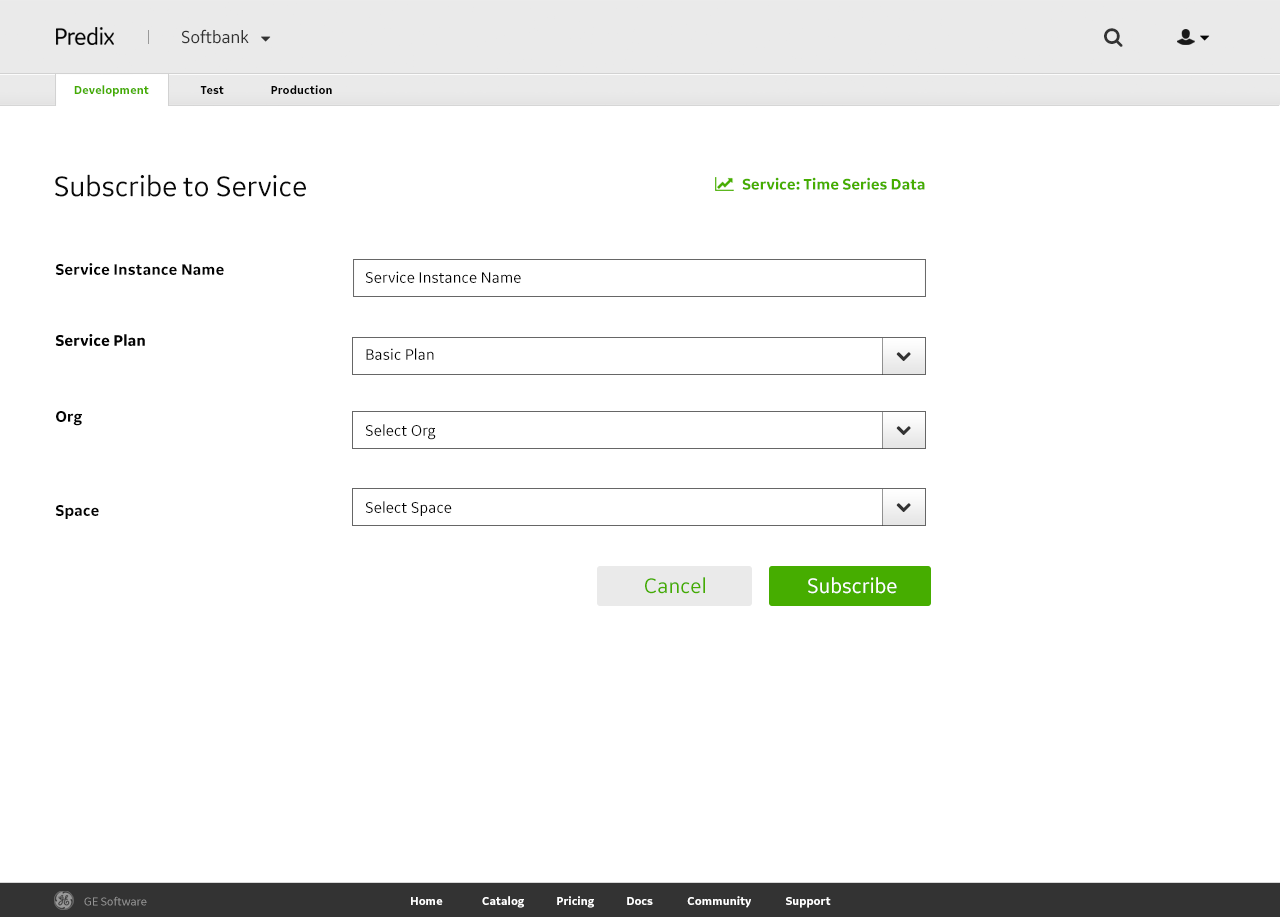 Predix
Softbank
Development Test Production
Subscribe to Service
Service: Time Series Data
Service Instance Name
Service Instance Name
Service Plan
Basic Plan
Org
Select Org
Space
Select Space
Cancel Subscribe
GE Software
Home Catalog Pricing Docs Community Support